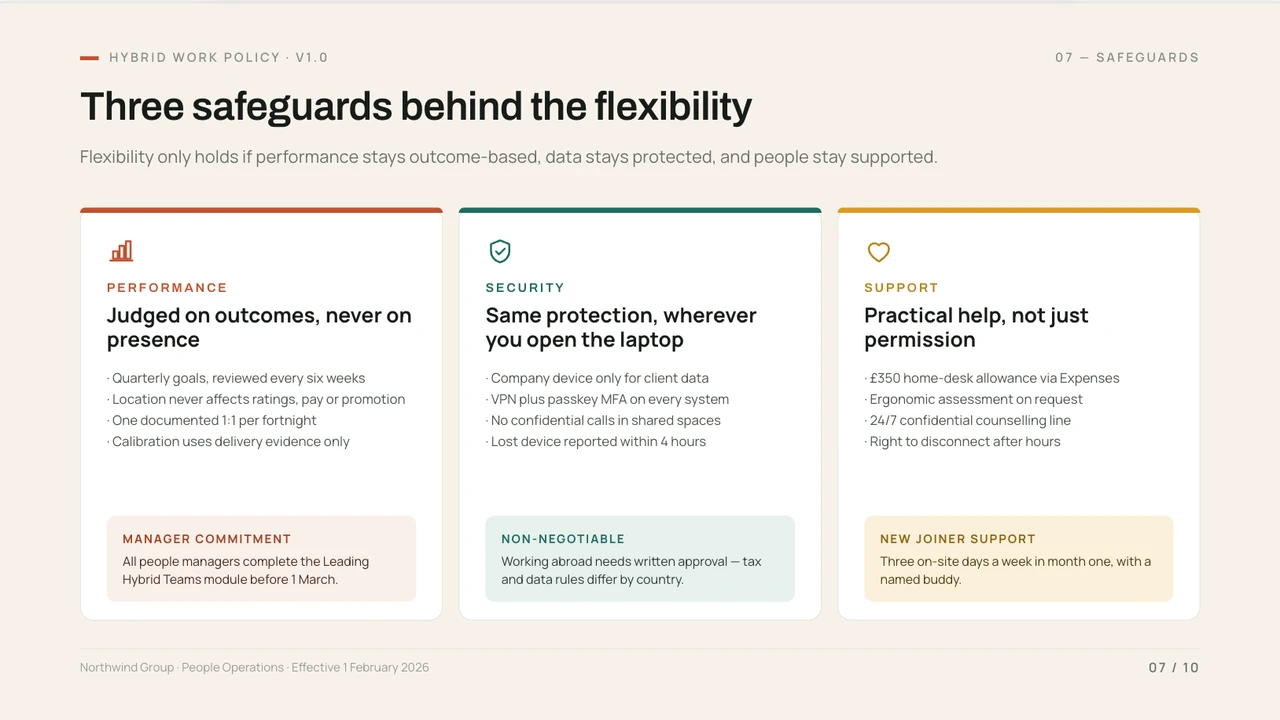 HYBRID WORK POLICY · V1.0
07 — SAFEGUARDS
Three safeguards behind the flexibility
Flexibility only holds if performance stays outcome-based, data stays protected, and people stay supported.
PERFORMANCE
Judged on outcomes, never on
presence
· Quarterly goals, reviewed every six weeks
· Location never affects ratings, pay or promotion
· One documented 1:1 per fortnight
· Calibration uses delivery evidence only
MANAGER COMMITMENT
All people managers complete the Leading
Hybrid Teams module before 1 March.
SECURITY
Same protection, wherever
you open the laptop
· Company device only for client data
· VPN plus passkey MFA on every system
· No confidential calls in shared spaces
· Lost device reported within 4 hours
NON-NEGOTIABLE
Working abroad needs written approval — tax
and data rules differ by country.
SUPPORT
Practical help, not just
permission
· £350 home-desk allowance via Expenses
· Ergonomic assessment on request
· 24/7 confidential counselling line
· Right to disconnect after hours
NEW JOINER SUPPORT
Three on-site days a week in month one, with a
named buddy.
Northwind Group · People Operations · Effective 1 February 2026
07 / 10